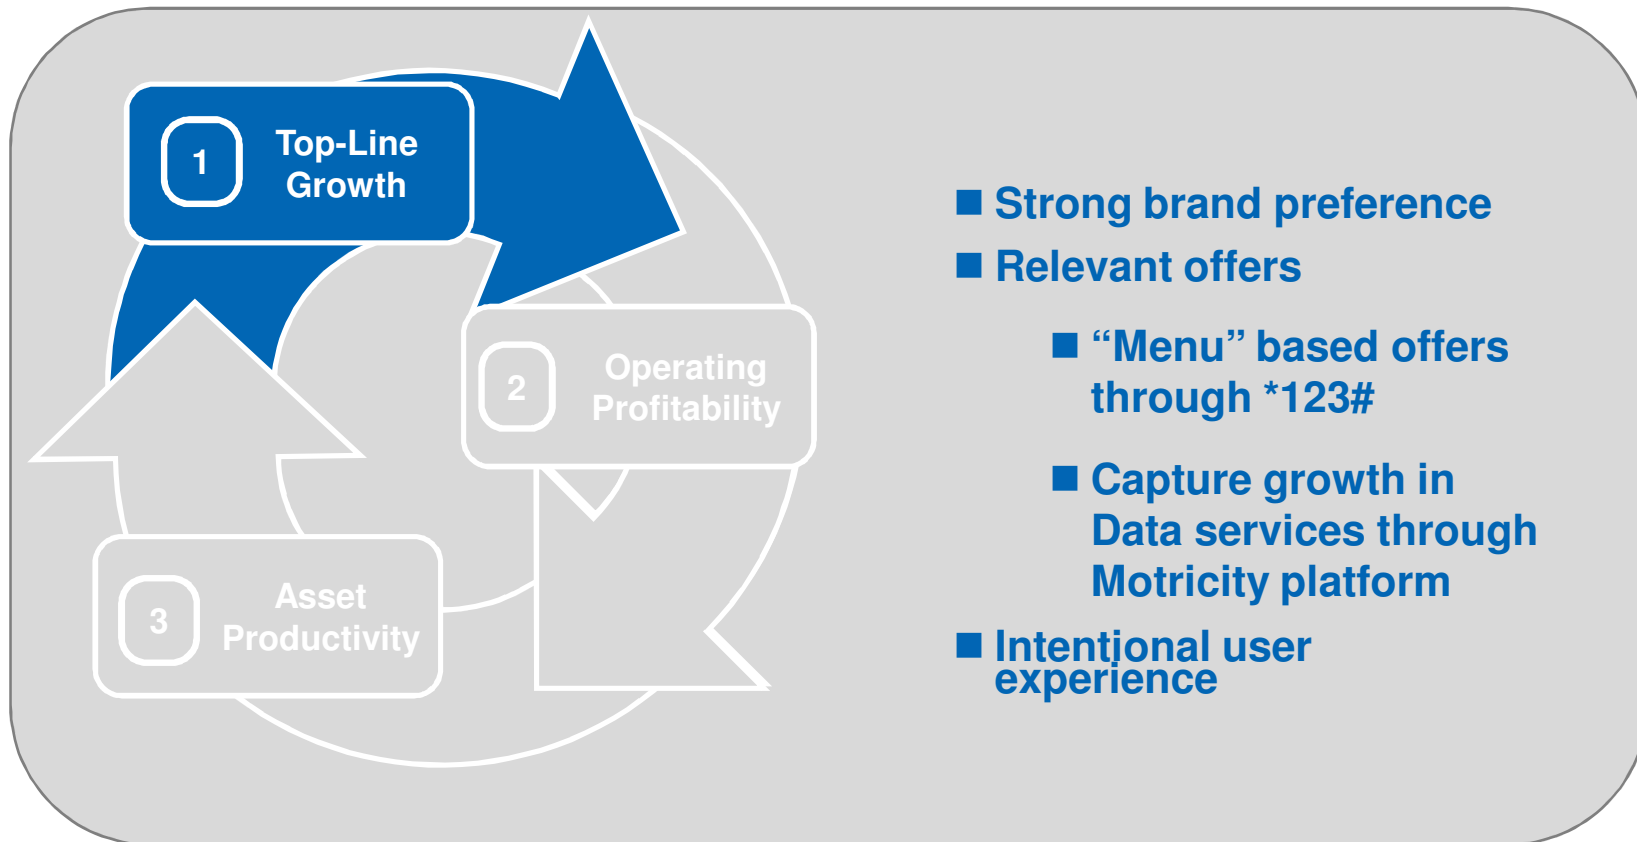 1
Top-Line
Growth
2
Operating
Profitability
3
Asset
Productivity
■ Strong brand preference
■ Relevant offers
■ “Menu” based offers
through *123#
■ Capture growth in
Data services through
Motricity platform
■ Intentional user
experience